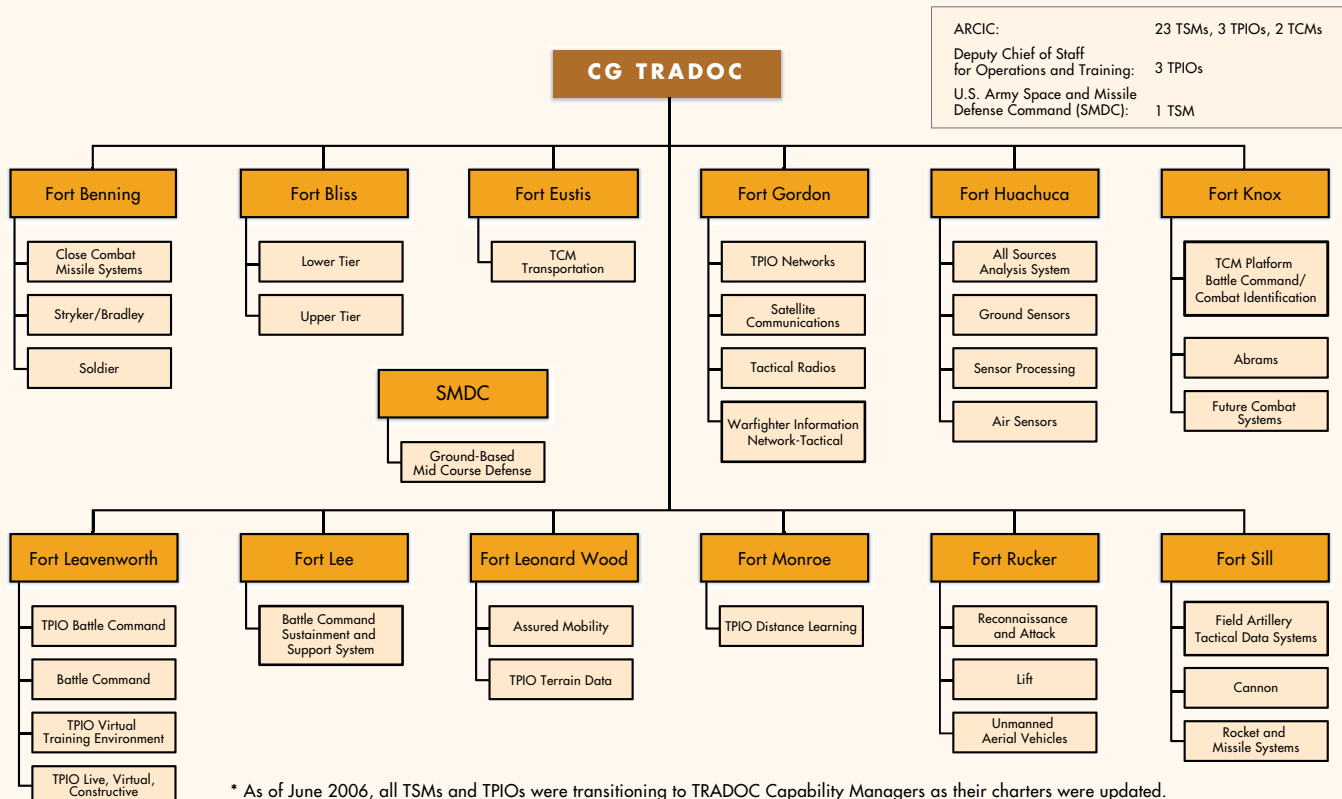 ARCIC: 23 TSMs, 3 TPIOs, 2 TCMs
Deputy Chief of Staff
for Operations and Training: 3 TPIOs
U.S. Army Space and Missile
Defense Command (SMDC): 1 TSM
CG TRADOC
Fort Benning
Close Combat
Missile Systems
Stryker/Bradley
Soldier
Fort Bliss
Lower Tier
Upper Tier
Fort Eustis
TCM
Transportation
Fort Gordon
TPIO Networks
Satellite
Communications
Tactical Radios
Warfighter Information
Network-Tactical
Fort Huachuca
All Sources
Analysis System
Ground Sensors
Sensor Processing
Air Sensors
Fort Knox
TCM Platform
Battle Command/
Combat Identification
Abrams
Future Combat
Systems
SMDC
Ground-Based
Mid Course Defense
Fort Leavenworth
TPIO Battle Command
Battle Command
TPIO Virtual
Training Environment
TPIO Live, Virtual,
Constructive
Fort Lee
Battle Command
Sustainment and
Support System
Fort Leonard Wood
Assured Mobility
TPIO Terrain Data
Fort Monroe
TPIO Distance Learning
Fort Rucker
Reconnaissance
and Attack
Lift
Unmanned
Aerial Vehicles
Fort Sill
Field Artillery
Tactical Data Systems
Cannon
Rocket and
Missile Systems
* As of June 2006, all TSMs and TPIOs were transitioning to TRADOC Capability Managers as their charters were updated.